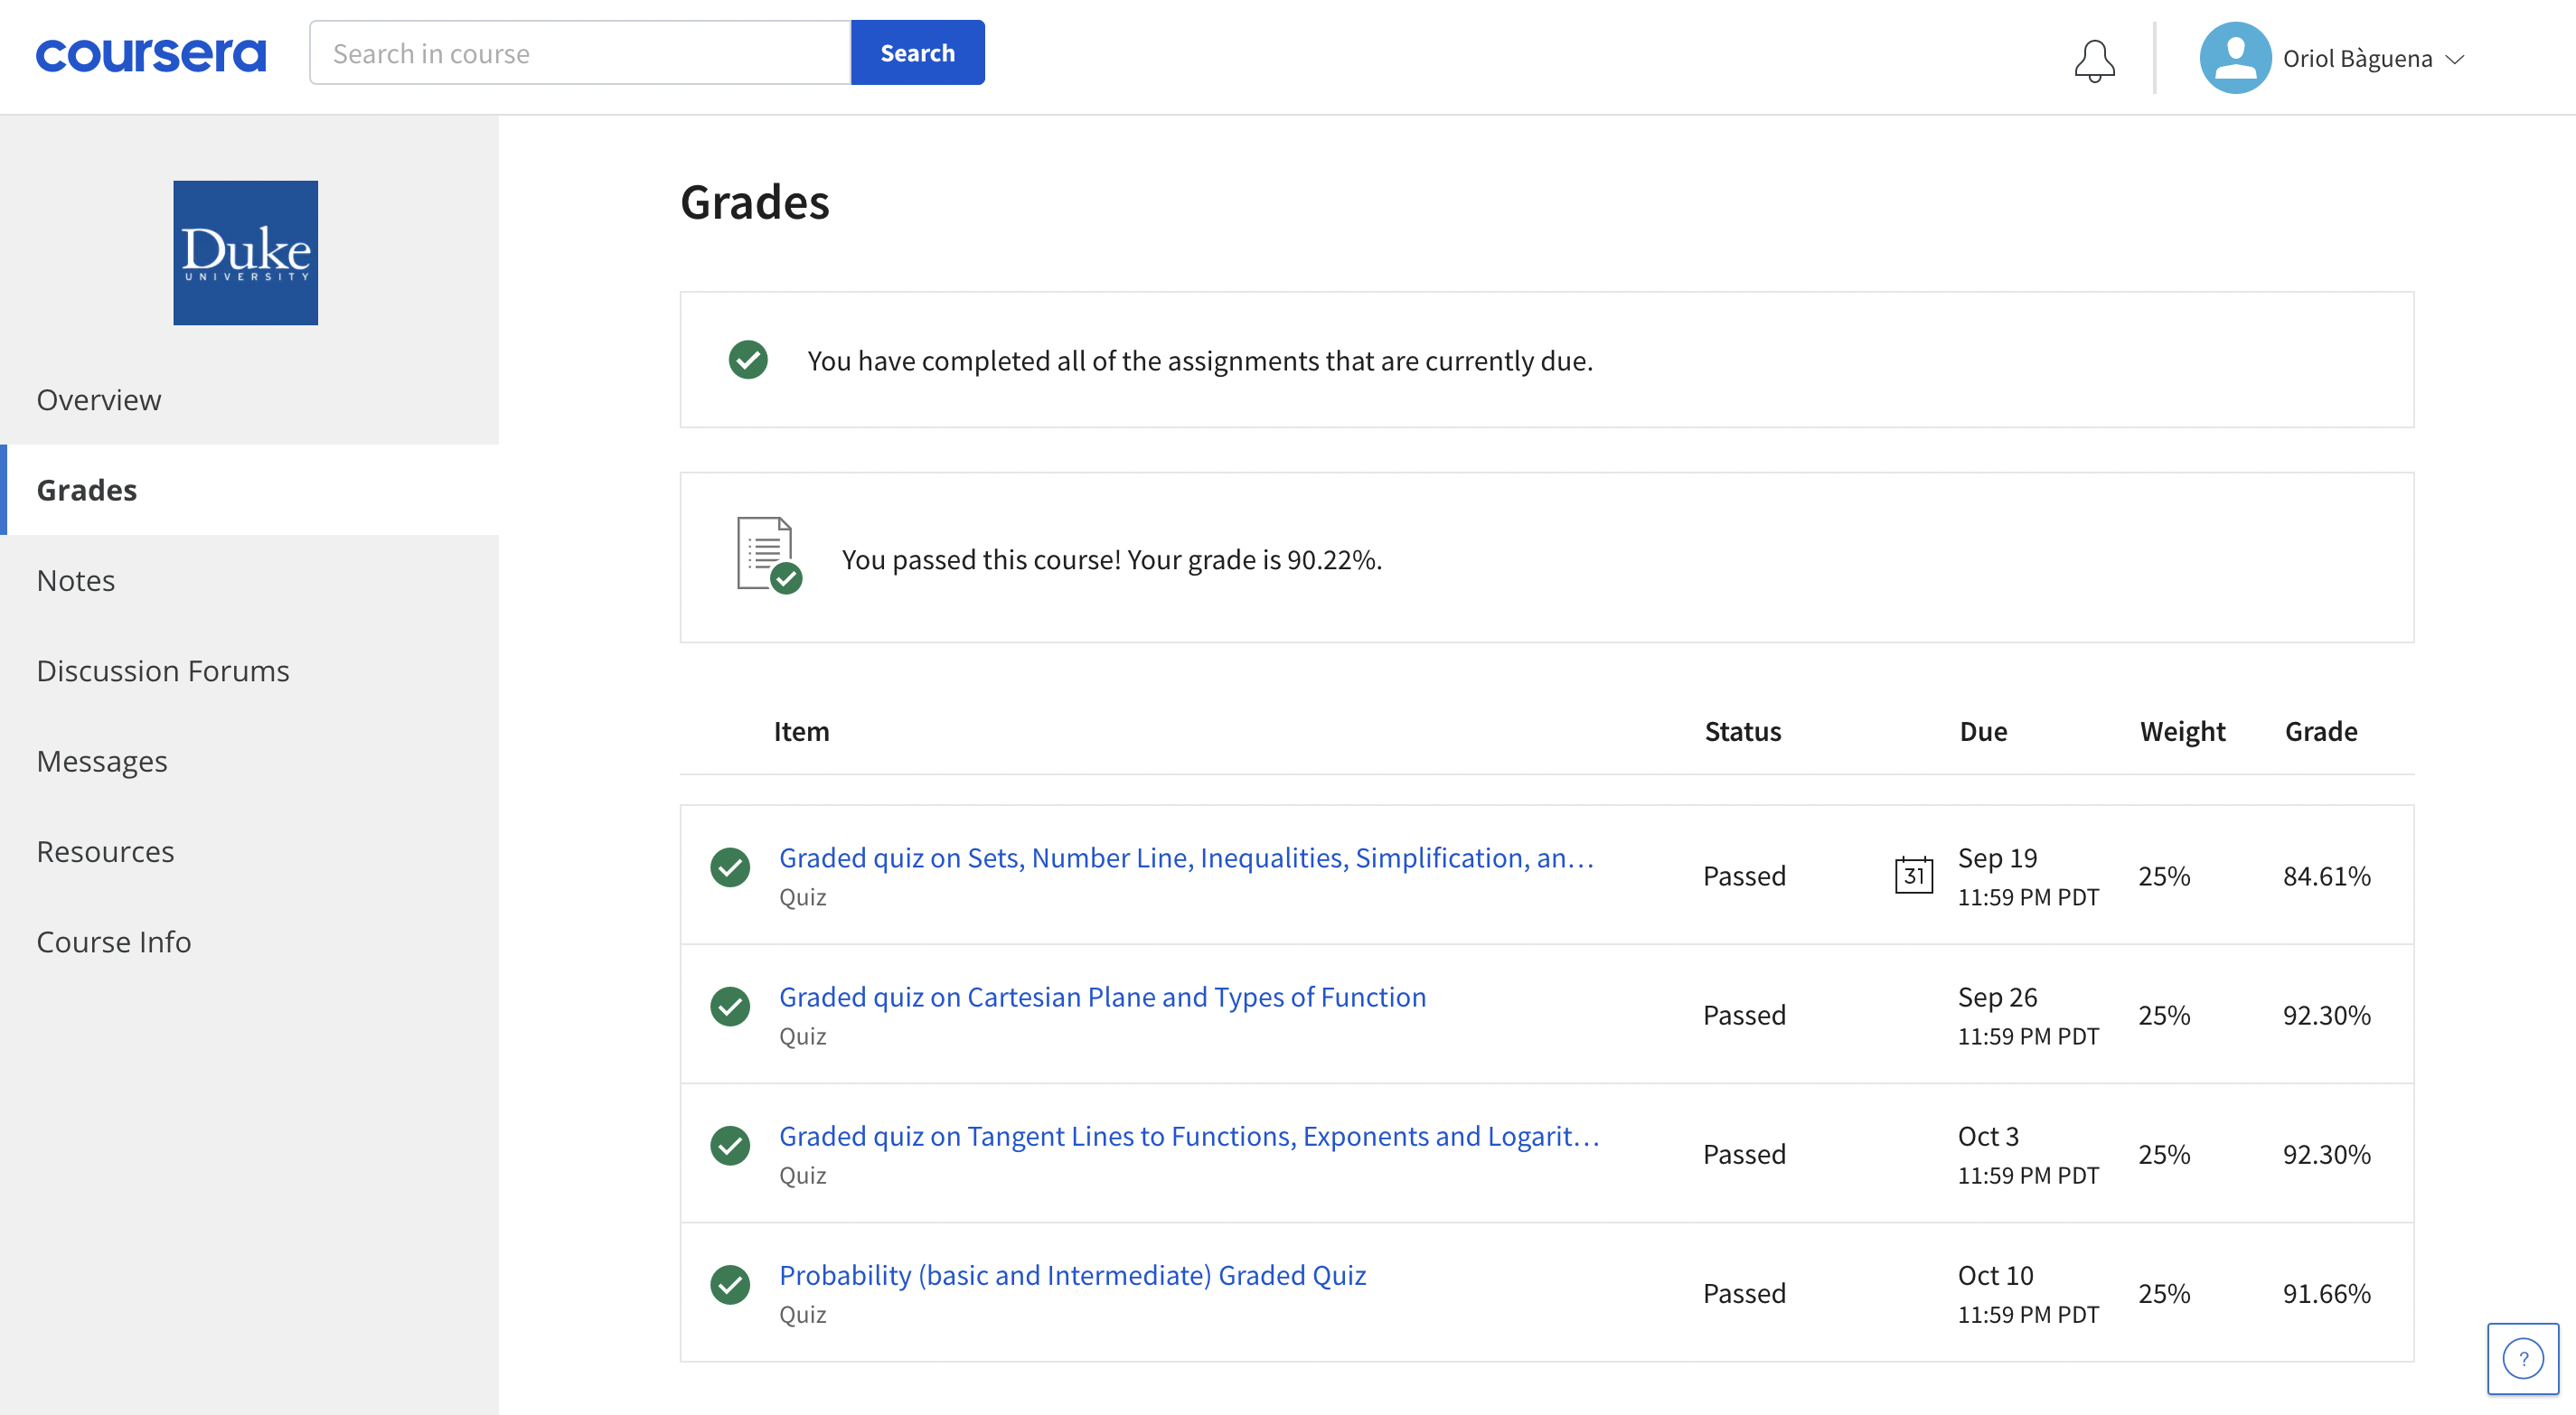 coursera
Search in course
Search
Oriol Bàguena
Duke
UNIVERSITY
Overview
Grades
Notes
Discussion Forums
Messages
Resources
Course Info
Grades
You have completed all of the assignments that are currently due.
You passed this course! Your grade is 90.22%.
Item Status Due Weight Grade
Graded quiz on Sets, Number Line, Inequalities, Simplification, an…
Quiz
Passed
31
Sep 19
11:59 PM PDT
25%
84.61%
Graded quiz on Cartesian Plane and Types of Function
Quiz
Passed
Sep 26
11:59 PM PDT
25%
92.30%
Graded quiz on Tangent Lines to Functions, Exponents and Logarit…
Quiz
Passed
Oct 3
11:59 PM PDT
25%
92.30%
Probability (basic and Intermediate) Graded Quiz
Quiz
Passed
Oct 10
11:59 PM PDT
25%
91.66%
?